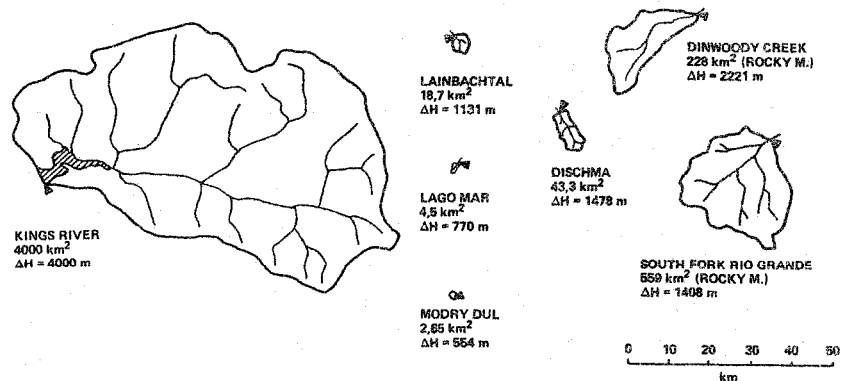 KINGS RIVER
4000 km²
ΔH = 4000 m
LAINBACHTAL
18,7 km²
ΔH = 1131 m
LAGO MAR
4,5 km²
ΔH = 770 m
MODRY DUL
2,65 km²
ΔH = 554 m
DINWOODY CREEK
228 km² (ROCKY M.)
ΔH = 2221 m
DISCHMA
43,3 km²
ΔH = 1478 m
SOUTH FORK RIO GRANDE
559 km² (ROCKY M.)
ΔH = 1408 m
0 10 20 30 40 50
km